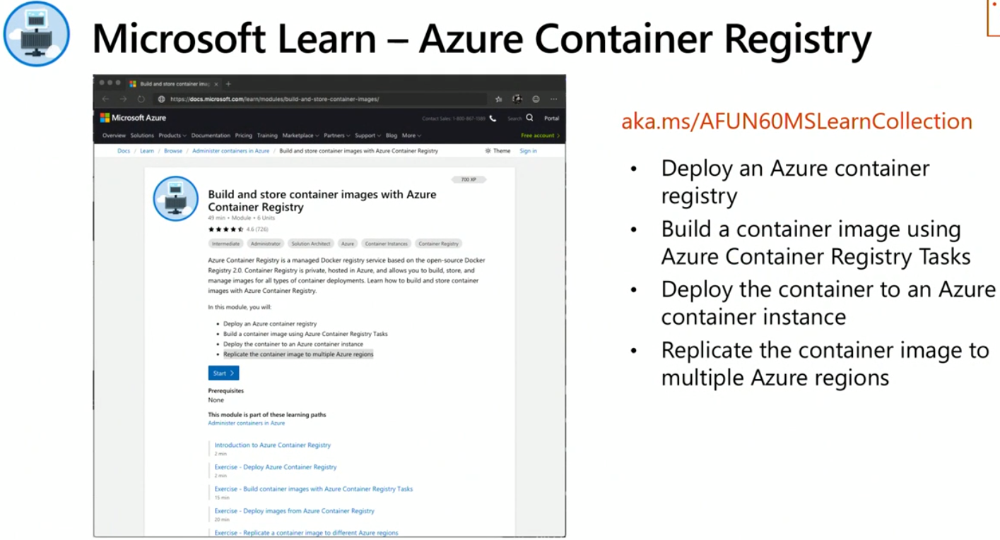 Microsoft Learn – Azure Container Registry
Build and store container imag × +
https://docs.microsoft.com/learn/modules/build-and-store-container-images/
Microsoft Azure
Contact Sales: 1-800-867-1389
Search
Portal
Overview Solutions Products Documentation Pricing Training Marketplace Partners Support Blog More
Free account >
Docs / Learn / Browse / Administer containers in Azure / Build and store container images with Azure Container Registry
Theme Sign in
700 XP
Build and store container images with Azure
Container Registry
49 min • Module • 6 Units
4.6 (726)
Intermediate Administrator Solution Architect Azure Container Instances Container Registry
Azure Container Registry is a managed Docker registry service based on the open-source Docker
Registry 2.0. Container Registry is private, hosted in Azure, and allows you to build, store, and
manage images for all types of container deployments. Learn how to build and store container
images with Azure Container Registry.
In this module, you will:
• Deploy an Azure container registry
• Build a container image using Azure Container Registry Tasks
• Deploy the container to an Azure container instance
• Replicate the container image to multiple Azure regions
Start >
Prerequisites
None
This module is part of these learning paths
Administer containers in Azure
Introduction to Azure Container Registry
2 min
Exercise - Deploy Azure Container Registry
2 min
Exercise - Build container images with Azure Container Registry Tasks
15 min
Exercise - Deploy images from Azure Container Registry
20 min
Exercise - Replicate a container image to different Azure regions
aka.ms/AFUN60MSLearnCollection
• Deploy an Azure container
registry
• Build a container image using
Azure Container Registry Tasks
• Deploy the container to an Azure
container instance
• Replicate the container image to
multiple Azure regions